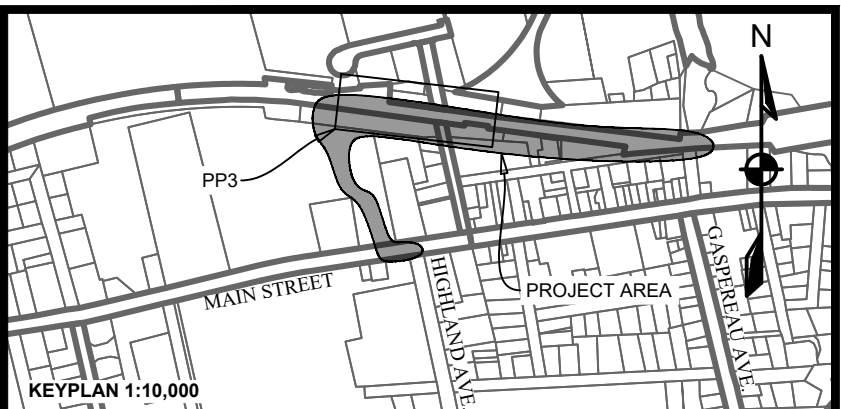 N
PP3
MAIN STREET
HIGHLAND AVE.
PROJECT AREA
GASPEREAU AVE.
KEYPLAN 1:10,000